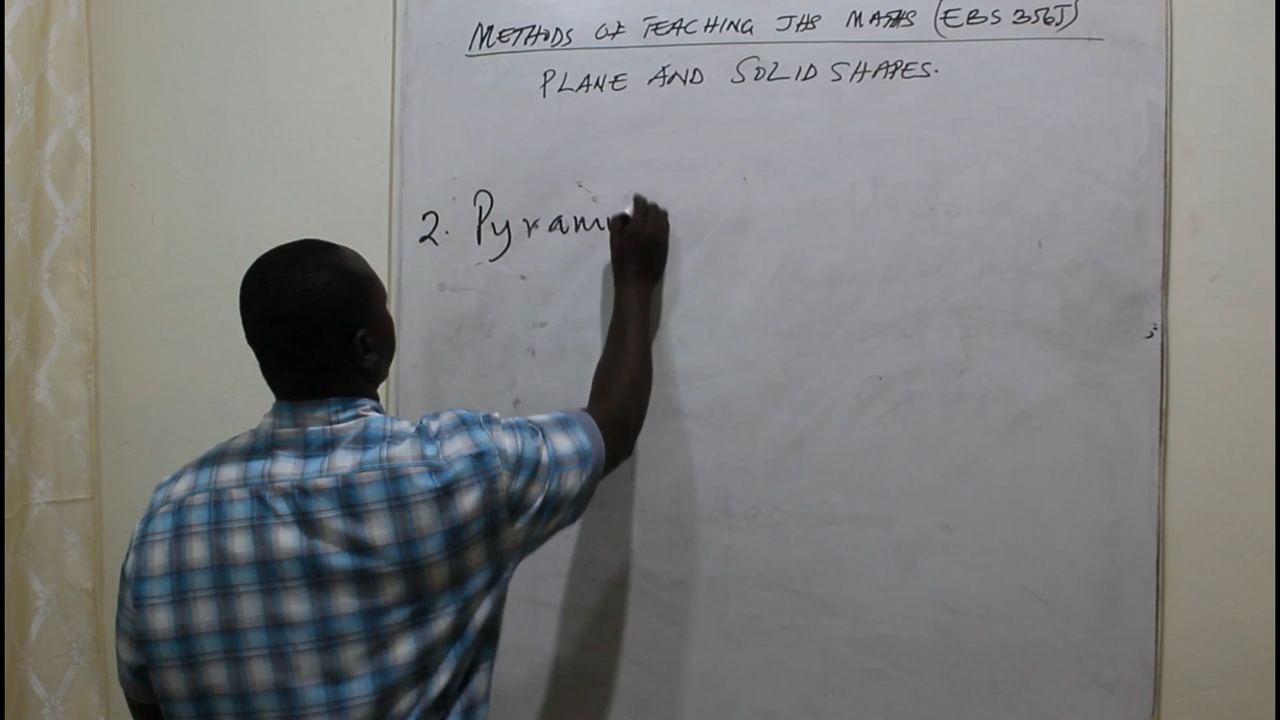 METHODS OF TEACHING JHS MATHS (EBS 356J)
PLANE AND SOLID SHAPES.
2. Pyram